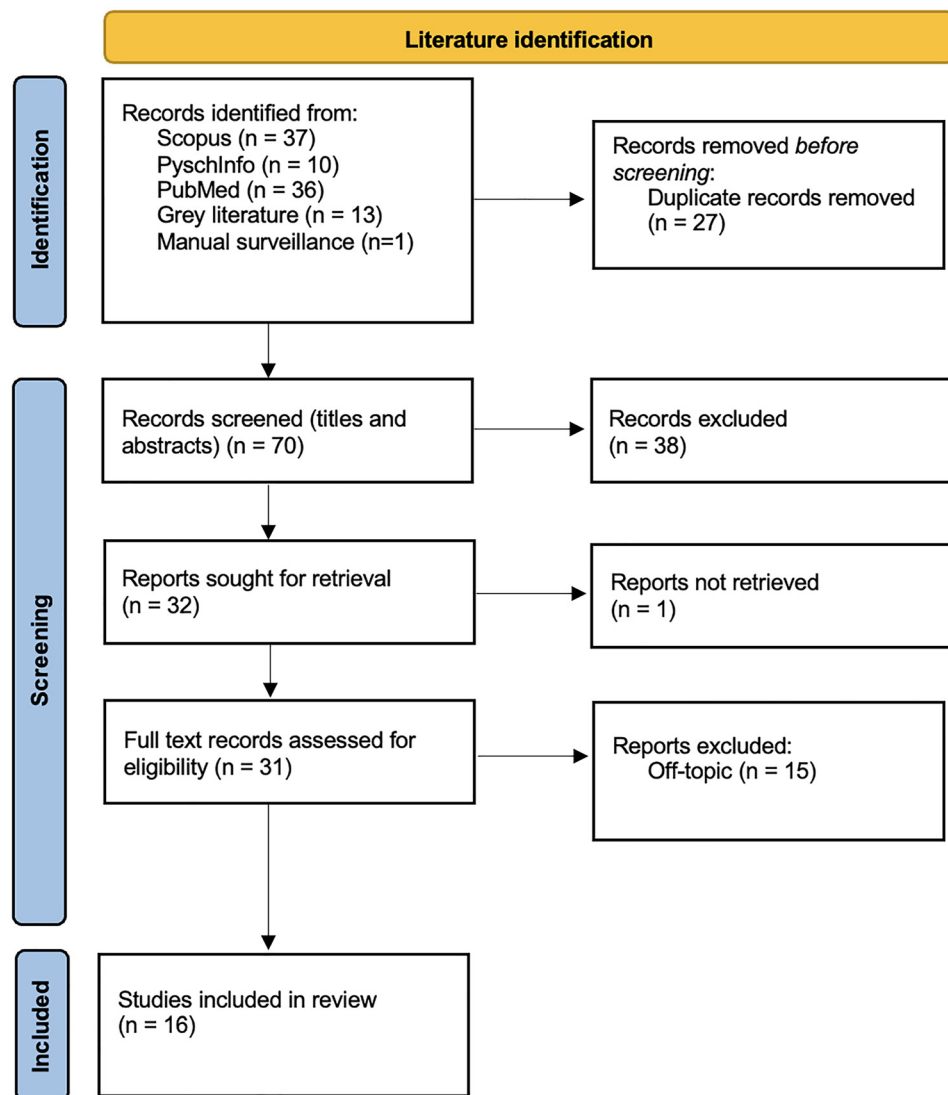 Literature identification
Identification
Records identified from:
Scopus (n = 37)
PyschInfo (n = 10)
PubMed (n = 36)
Grey literature (n = 13)
Manual surveillance (n=1)
Records removed before
screening:
Duplicate records removed
(n = 27)
Screening
Records screened (titles and
abstracts) (n = 70)
Records excluded
(n = 38)
Reports sought for retrieval
(n = 32)
Reports not retrieved
(n = 1)
Full text records assessed for
eligibility (n = 31)
Reports excluded:
Off-topic (n = 15)
Included
Studies included in review
(n = 16)